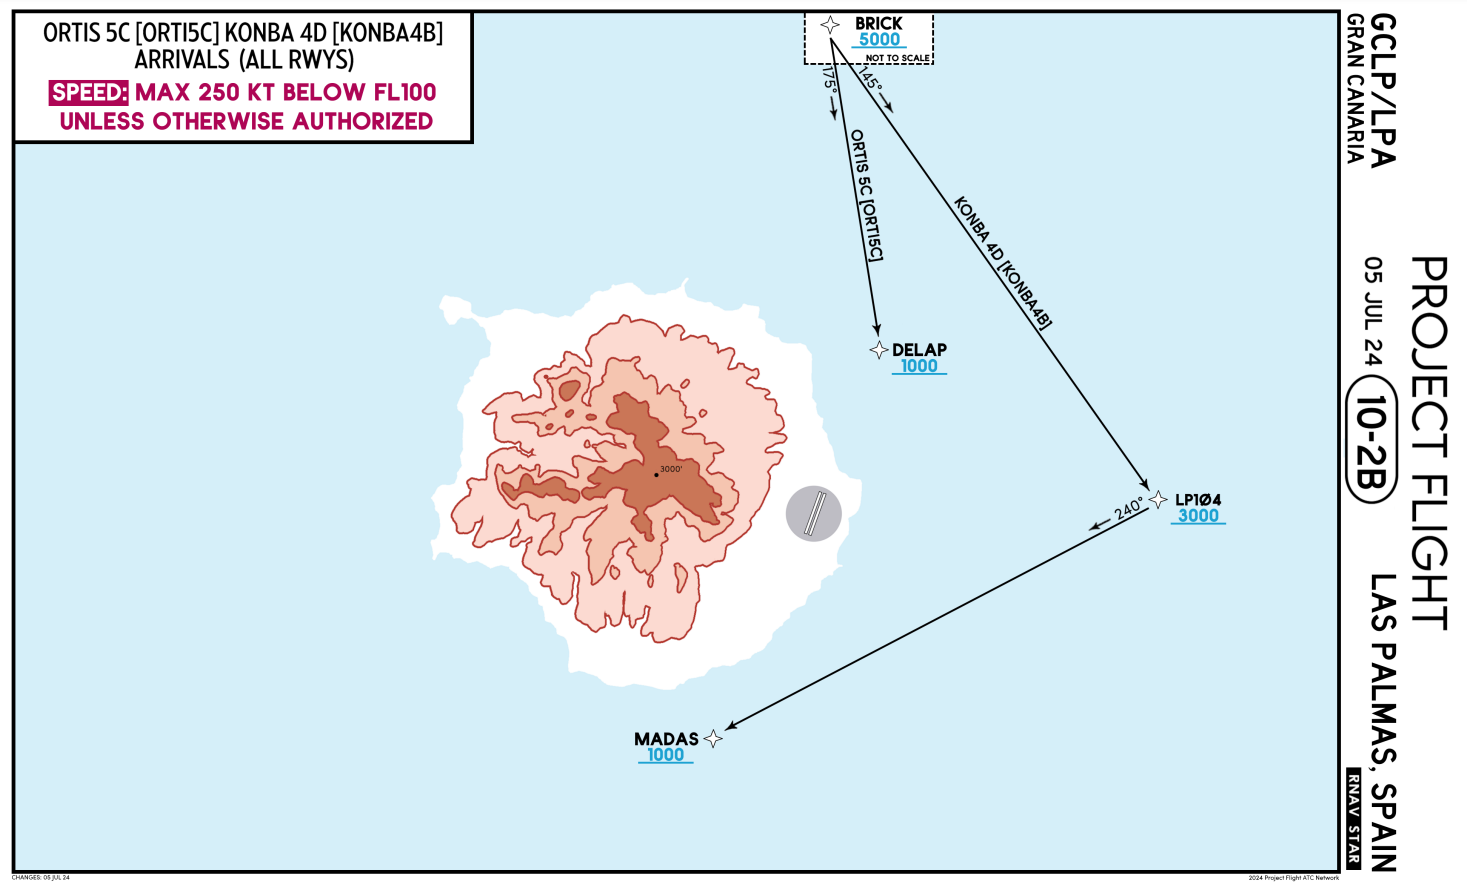 ORTIS 5C [ORTI5C] KONBA 4D [KONBA4B]
ARRIVALS (ALL RWYS)
SPEED: MAX 250 KT BELOW FL100
UNLESS OTHERWISE AUTHORIZED
BRICK
5000
NOT TO SCALE
175°
145°
ORTIS 5C [ORTI5C]
KONBA 4D [KONBA4B]
DELAP
1000
3000'
LP1Ø4
3000
240°
MADAS
1000
GCLP/LPA
GRAN CANARIA
PROJECT FLIGHT
05 JUL 24
10-2B
LAS PALMAS, SPAIN
RNAV STAR
CHANGES: 05 JUL 24
2024 Project Flight ATC Network